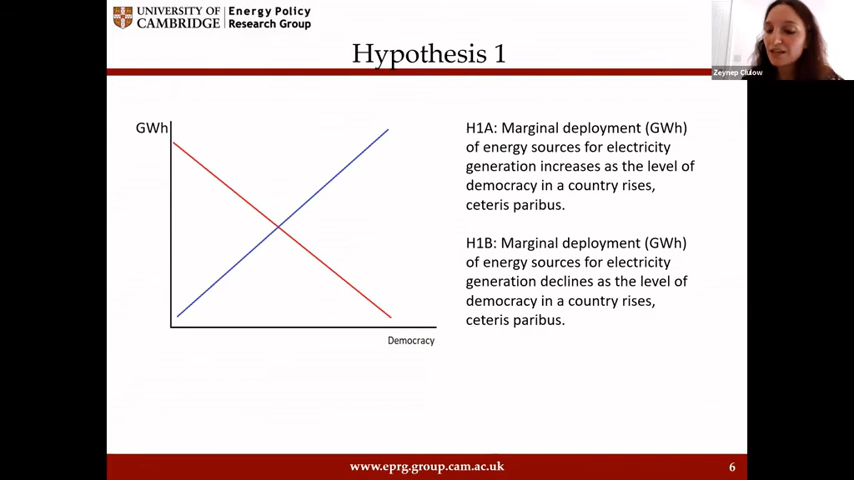 UNIVERSITY OF
CAMBRIDGE
Energy Policy
Research Group
Hypothesis 1
Zeynep Clulow
GWh
Democracy
H1A: Marginal deployment (GWh)
of energy sources for electricity
generation increases as the level of
democracy in a country rises,
ceteris paribus.
H1B: Marginal deployment (GWh)
of energy sources for electricity
generation declines as the level of
democracy in a country rises,
ceteris paribus.
www.eprg.group.cam.ac.uk
6